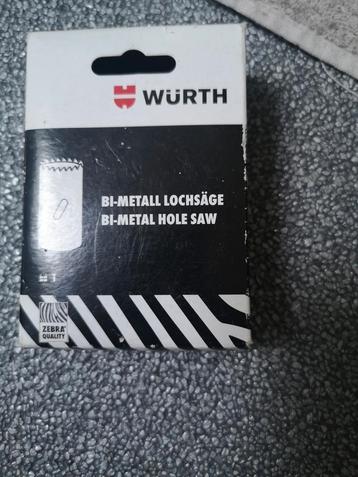 WÜRTH
BI-METALL LOCHSÄGE
BI-METAL HOLE SAW
ZEBRA®
QUALITY